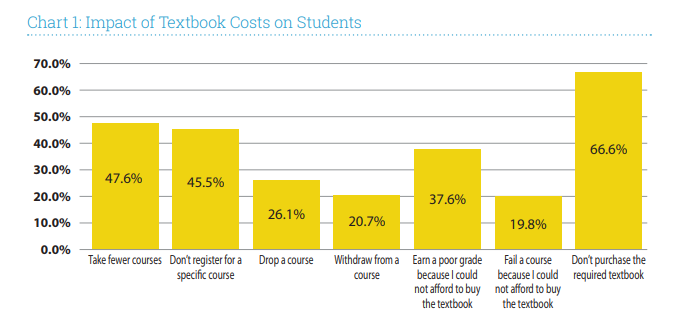 Chart 1: Impact of Textbook Costs on Students
70.0%
60.0%
50.0%
40.0%
30.0%
20.0%
10.0%
0.0%
47.6%
45.5%
26.1%
20.7%
37.6%
19.8%
66.6%
Take fewer courses
Don't register for a
specific course
Drop a course
Withdraw from a
course
Earn a poor grade
because I could
not afford to buy
the textbook
Fail a course
because I could
not afford to buy
the textbook
Don't purchase the
required textbook